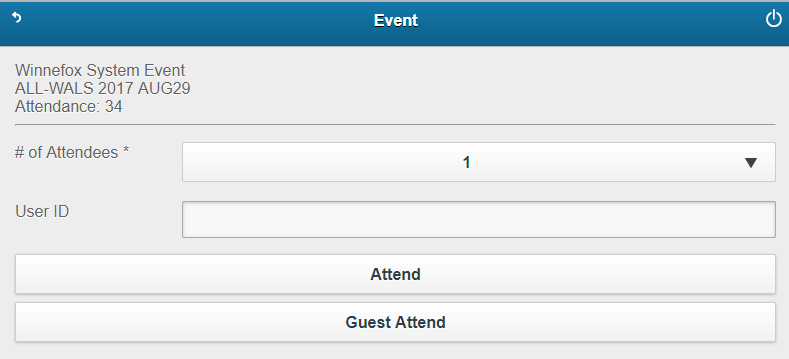 Event
Winnefox System Event
ALL-WALS 2017 AUG29
Attendance: 34
# of Attendees *
1
User ID
Attend
Guest Attend